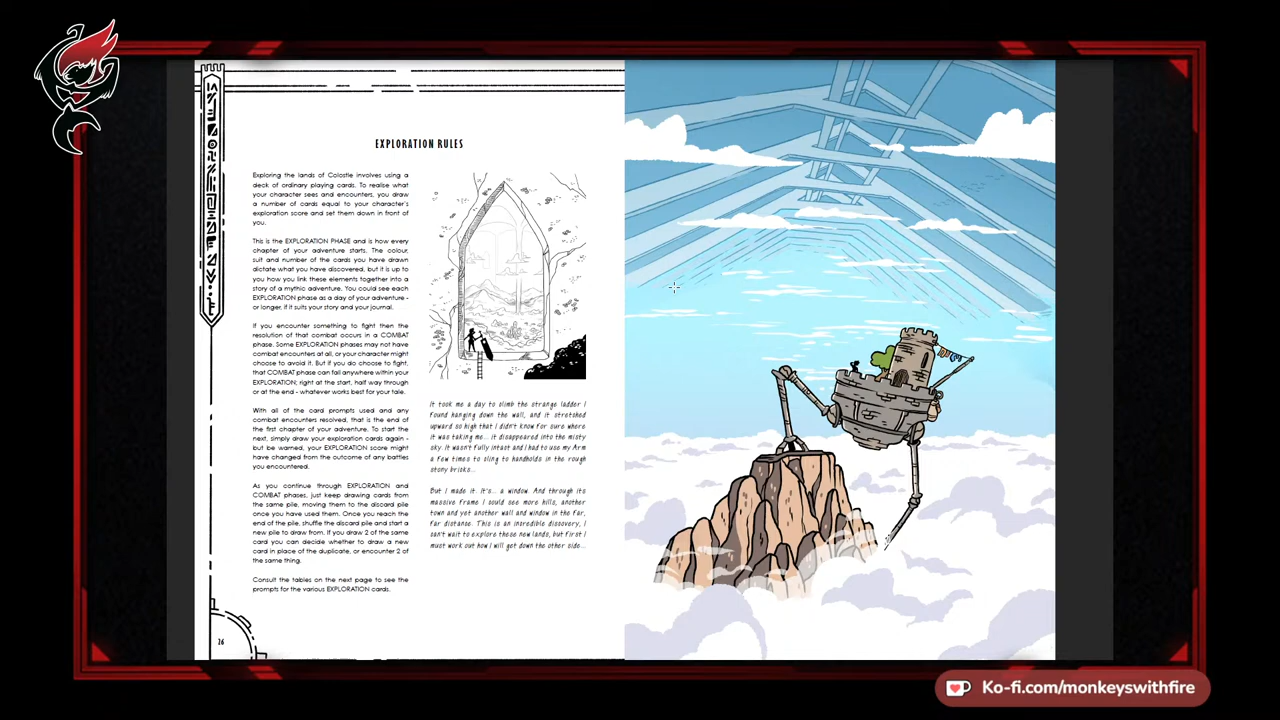 EXPLORATION RULES
Exploring the lands of Colostle involves using a
deck of ordinary playing cards. To realise what
your character sees and encounters, you draw
a number of cards equal to your character's
exploration score and set them down in front of
you.
This is the EXPLORATION PHASE and is how every
chapter of your adventure starts. The colour,
suit and number of the cards you have drawn
dictate what you have discovered, but it is up to
you how you link these elements together into a
story of a mythic adventure. You could see each
EXPLORATION phase as a day of your adventure -
or longer, if it suits your story and your journal.
If you encounter something to fight then the
resolution of that combat occurs in a COMBAT
phase. Some EXPLORATION phases may not have
combat encounters at all, or your character might
choose to avoid it. But if you do choose to fight,
that COMBAT phase can fall anywhere within your
EXPLORATION; right at the start, half way through
or at the end - whatever works best for your tale.
With all of the card prompts used and any
combat encounters resolved, that is the end of
the first chapter of your adventure. To start the
next, simply draw your exploration cards again -
but be warned, your EXPLORATION score might
have changed from the outcome of any battles
you encountered.
As you continue through EXPLORATION and
COMBAT phases, just keep drawing cards from
the same pile, moving them to the discard pile
once you have used them. Once you reach the
end of the pile, shuffle the discard pile and start a
new pile to draw from. If you draw 2 of the same
card you can decide whether to draw a new
card in place of the duplicate, or encounter 2 of
the same thing.
Consult the tables on the next page to see the
prompts for the various EXPLORATION cards.
It took me a day to climb the strange ladder I
found hanging down the wall, and it stretched
upward so high that I didn't know for sure where
it was taking me... it disappeared into the misty
sky. It wasn't fully intact and I had to use my Arm
a few times to sling to handholds in the rough
stony bricks...
But I made it. It's... a window. And through its
massive frame I could see more hills, another
town and yet another wall and window in the far,
far distance. This is an incredible discovery, I
can't wait to explore these new lands, but first I
must work out how I will get down the other side...
26
Ko-fi.com/monkeyswithfire